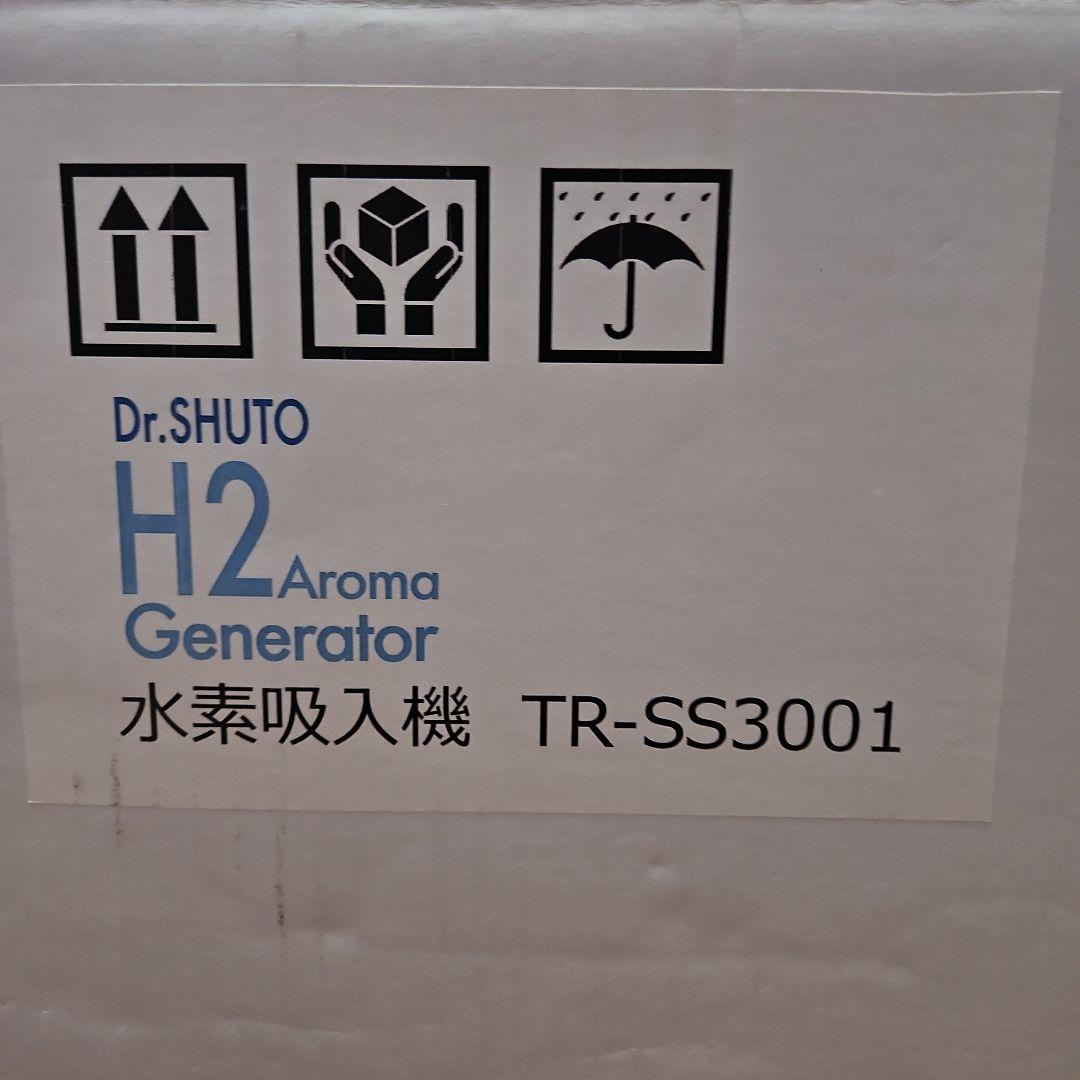 Dr.SHUTO
H2 Aroma
Generator
水素吸入機 TR-SS3001